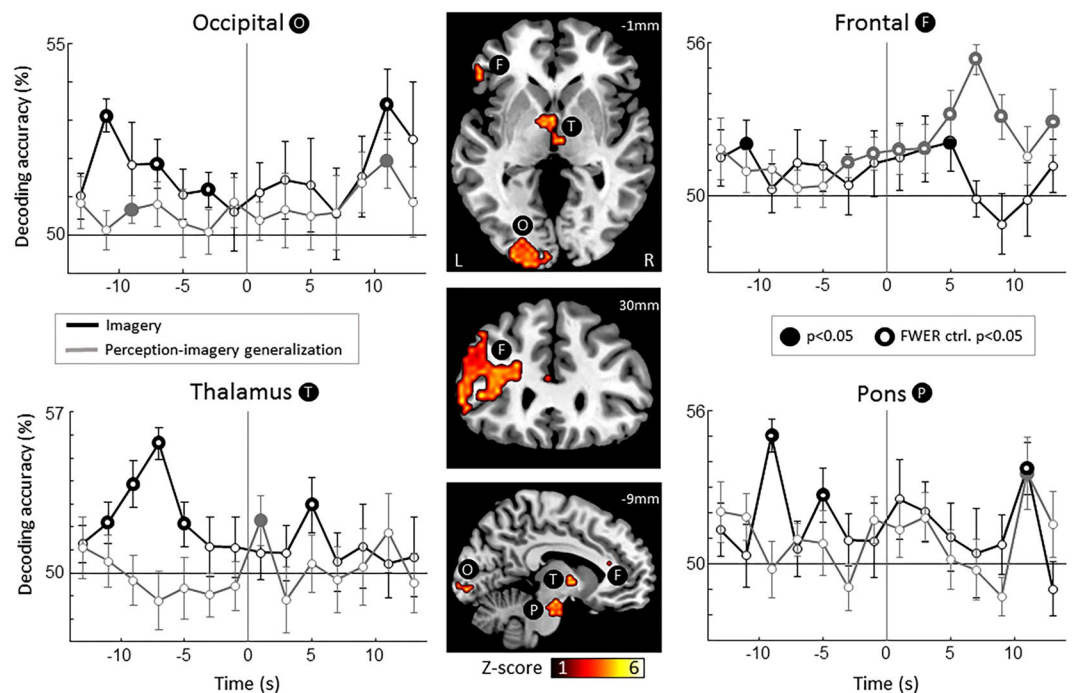 Occipital O
55
50
Decoding accuracy (%)
-10 -5 0 5 10
Imagery
Perception-imagery generalization
Thalamus T
57
50
Decoding accuracy (%)
-10 -5 0 5 10
Time (s)
-1mm
F
T
O
L R
30mm
F
-9mm
O
T
F
P
Z-score 1 6
Frontal F
56
50
-10 -5 0 5 10
p<0.05 FWER ctrl. p<0.05
Pons P
56
50
-10 -5 0 5 10
Time (s)